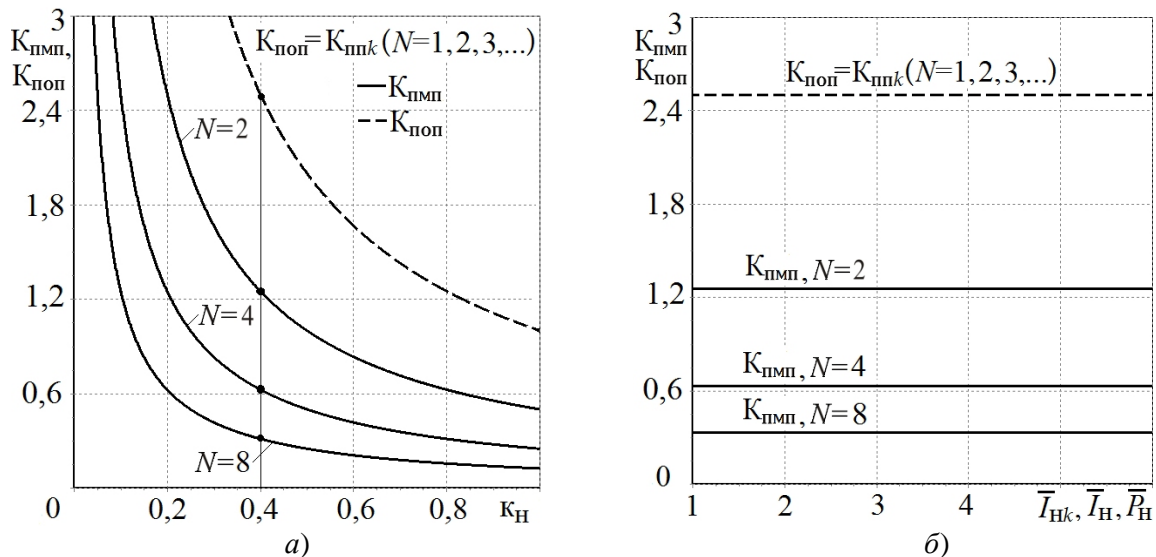 3
Кпмп,
Кпоп
2,4
1,8
1,2
0,6
0
Кпоп=Кппk(N=1, 2, 3,...)
Кпмп
Кпоп
N=2
N=4
N=8
0,2 0,4 0,6 0,8 κн
а)
3
Кпмп
Кпоп
2,4
1,8
1,2
0,6
0
Кпоп=Кппk(N=1, 2, 3,...)
Кпмп, N=2
Кпмп, N=4
Кпмп, N=8
1 2 3 4 I̅нk, I̅н, P̅н
б)